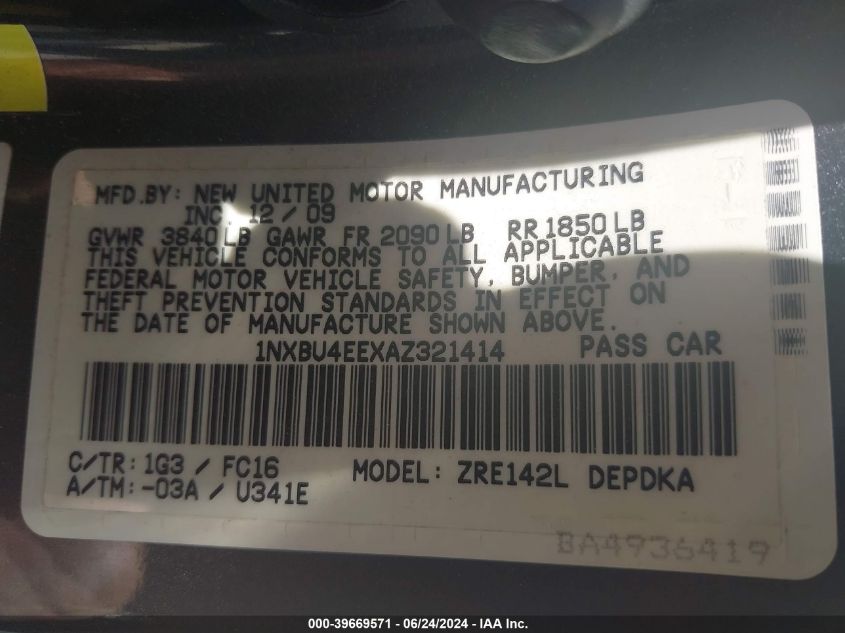 MFD.BY: NEW UNITED MOTOR MANUFACTURING
INC. 12 / 09
GVWR 3840 LB GAWR FR 2090 LB RR 1850 LB
THIS VEHICLE CONFORMS TO ALL APPLICABLE
FEDERAL MOTOR VEHICLE SAFETY, BUMPER, AND
THEFT PREVENTION STANDARDS IN EFFECT ON
THE DATE OF MANUFACTURE SHOWN ABOVE.
1NXBU4EEXAZ321414 PASS CAR
C/TR: 1G3 / FC16 MODEL: ZRE142L DEPDKA
A/TM: -03A / U341E
BA4936419
000-39669571 / 06/24/2024 - IAA Inc.